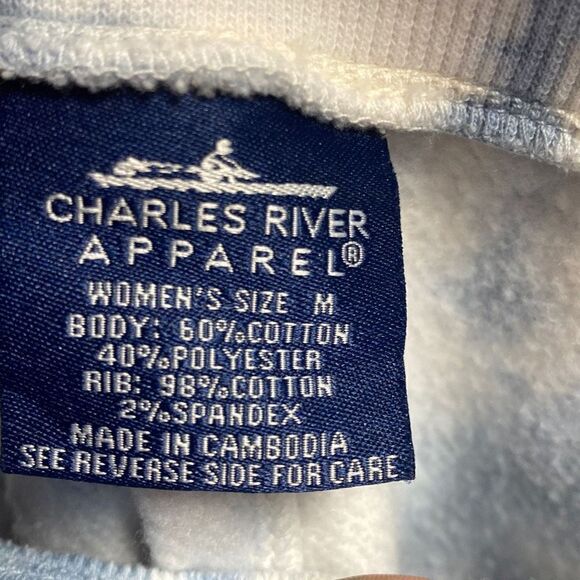 CHARLES RIVER
APPAREL®
WOMEN'S SIZE M
BODY: 60%COTTON
40%POLYESTER
RIB: 98%COTTON
2%SPANDEX
MADE IN CAMBODIA
SEE REVERSE SIDE FOR CARE